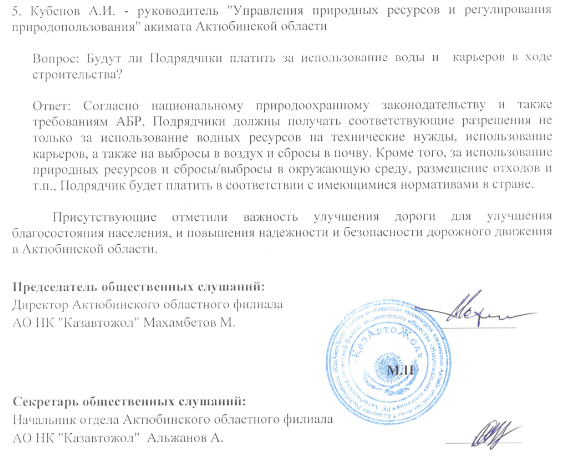 5. Кубенов А.И. - руководитель "Управления природных ресурсов и регулирования
природопользования" акимата Актюбинской области
Вопрос: Будут ли Подрядчики платить за использование воды и карьеров в ходе
строительства?
Ответ: Согласно национальному природоохранному законодательству и также
требованиям АБР, Подрядчики должны получать соответствующие разрешения не
только за использование водных ресурсов на технические нужды, использование
карьеров, а также на выбросы в воздух и сбросы в почву. Кроме того, за использование
природных ресурсов и сбросы/выбросы в окружающую среду, размещение отходов и
т.п., Подрядчик будет платить в соответствии с имеющимися нормативами в стране.
Присутствующие отметили важность улучшения дороги для улучшения
благосостояния населения, и повышения надежности и безопасности дорожного движения
в Актюбинской области.
Председатель общественных слушаний:
Директор Актюбинского областного филиала
АО НК "Казавтожол" Махамбетов М.
КазАвтоЖол
М.П
Секретарь общественных слушаний:
Начальник отдела Актюбинского областного филиала
АО НК "Казавтожол" Альжанов А.